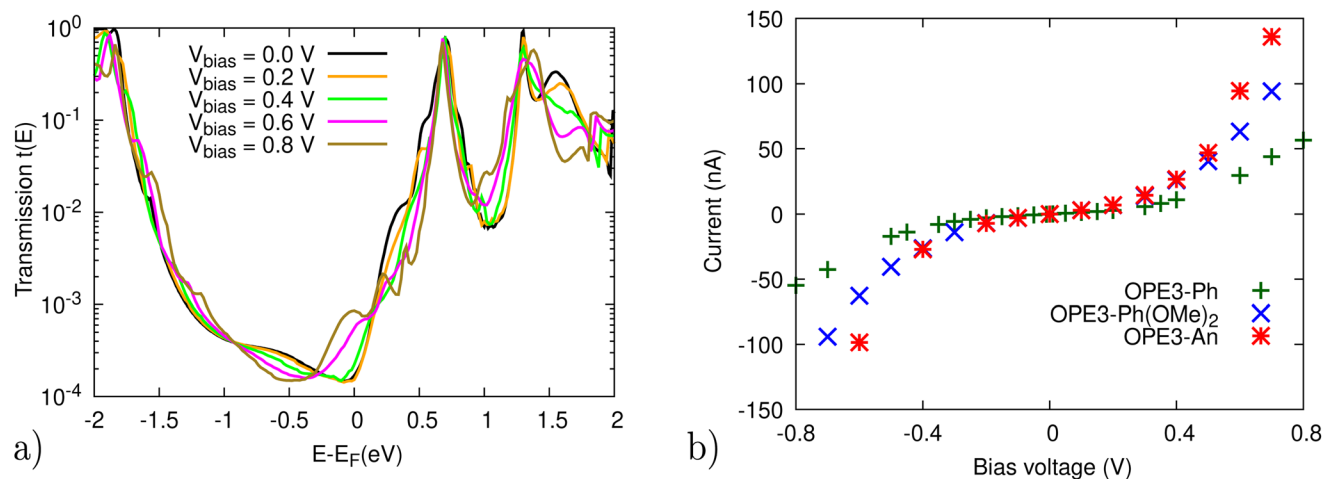 10^0
10^-1
10^-2
10^-3
10^-4
Transmission t(E)
V_bias = 0.0 V
V_bias = 0.2 V
V_bias = 0.4 V
V_bias = 0.6 V
V_bias = 0.8 V
-2 -1.5 -1 -0.5 0 0.5 1 1.5 2
E-E_F(eV)
a)
150
100
50
0
-50
-100
-150
Current (nA)
OPE3-Ph
OPE3-Ph(OMe)_2
OPE3-An
-0.8 -0.4 0 0.4 0.8
Bias voltage (V)
b)